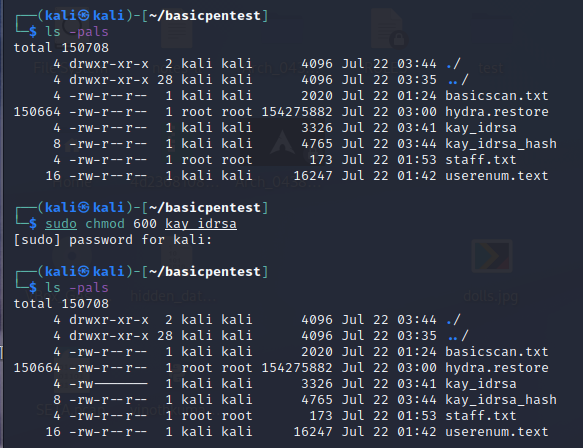 ┌──(kali㉿kali)-[~/basicpentest]
└─$ ls -pals
total 150708
     4 drwxr-xr-x  2 kali kali      4096 Jul 22 03:44 ./
     4 drwxr-xr-x 28 kali kali      4096 Jul 22 03:35 ../
     4 -rw-r--r--  1 kali kali      2020 Jul 22 01:24 basicscan.txt
150664 -rw-r--r--  1 root root 154275882 Jul 22 03:00 hydra.restore
     4 -rw-r--r--  1 kali kali      3326 Jul 22 03:41 kay_idrsa
     8 -rw-r--r--  1 kali kali      4765 Jul 22 03:44 kay_idrsa_hash
     4 -rw-r--r--  1 root root       173 Jul 22 01:53 staff.txt
    16 -rw-r--r--  1 kali kali     16247 Jul 22 01:42 userenum.text
┌──(kali㉿kali)-[~/basicpentest]
└─$ sudo chmod 600 kay_idrsa
[sudo] password for kali:
┌──(kali㉿kali)-[~/basicpentest]
└─$ ls -pals
total 150708
     4 drwxr-xr-x  2 kali kali      4096 Jul 22 03:44 ./
     4 drwxr-xr-x 28 kali kali      4096 Jul 22 03:35 ../
     4 -rw-r--r--  1 kali kali      2020 Jul 22 01:24 basicscan.txt
150664 -rw-r--r--  1 root root 154275882 Jul 22 03:00 hydra.restore
     4 -rw-------  1 kali kali      3326 Jul 22 03:41 kay_idrsa
     8 -rw-r--r--  1 kali kali      4765 Jul 22 03:44 kay_idrsa_hash
     4 -rw-r--r--  1 root root       173 Jul 22 01:53 staff.txt
    16 -rw-r--r--  1 kali kali     16247 Jul 22 01:42 userenum.text
hidden_dat...
dolls.jpg